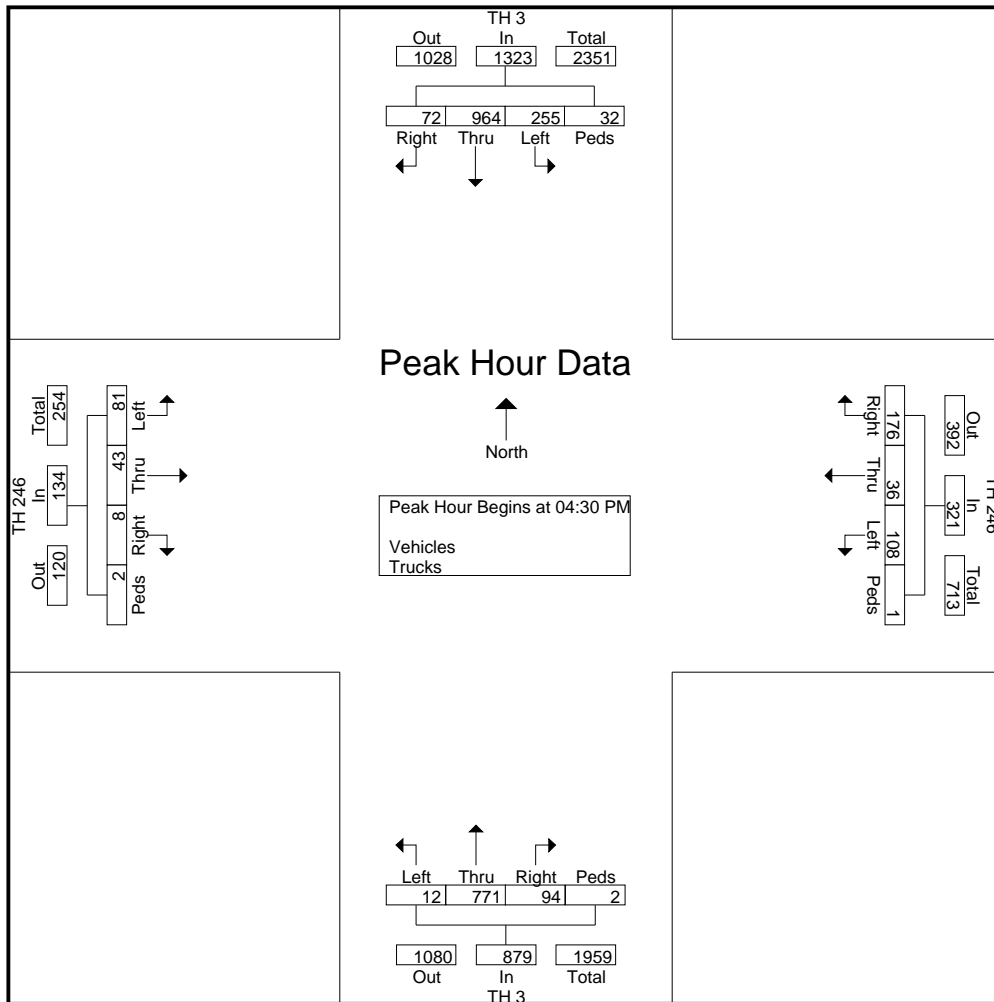 TH 3
Out In Total
1028 1323 2351
72 964 255 32
Right Thru Left Peds
Peak Hour Data
North
Peak Hour Begins at 04:30 PM
Vehicles
Trucks
TH 246
Out In Total
120 134 254
81 43 8 2
Left Thru Right Peds
TH 246
Out In Total
392 321 713
176 36 108 1
Right Thru Left Peds
Left Thru Right Peds
12 771 94 2
1080 879 1959
Out In Total
TH 3